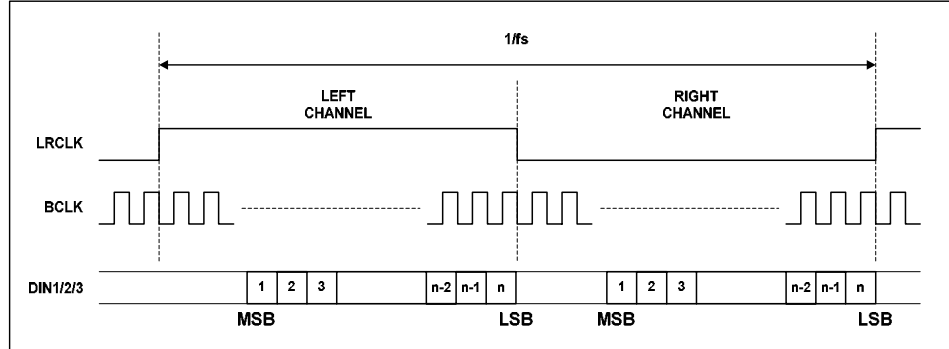 1/fs
LEFT
CHANNEL
RIGHT
CHANNEL
LRCLK
BCLK
DIN1/2/3
1 2 3 n-2 n-1 n 1 2 3 n-2 n-1 n
MSB LSB MSB LSB